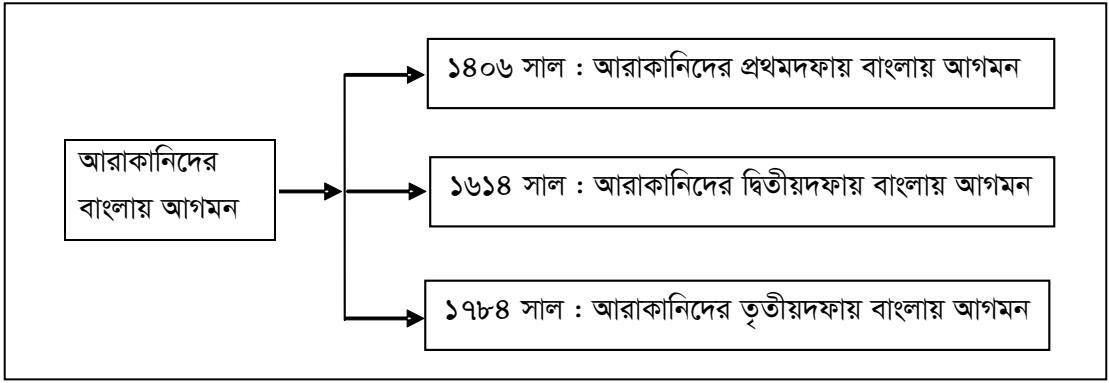 ১৪০৬ সাল : আরাকানিদের প্রথমদফায় বাংলায় আগমন
আরাকানিদের
বাংলায় আগমন
১৬১৪ সাল : আরাকানিদের দ্বিতীয়দফায় বাংলায় আগমন
১৭৮৪ সাল : আরাকানিদের তৃতীয়দফায় বাংলায় আগমন